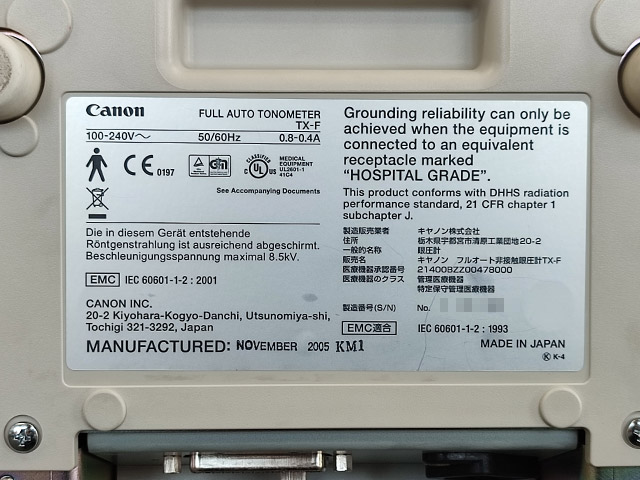 Canon
FULL AUTO TONOMETER
TX-F
100-240V～ 50/60Hz 0.8-0.4A
CE 0197
CLASSIFIED
C UL US
MEDICAL
EQUIPMENT
UL2601-1
41C4
See Accompanying Documents
Die in diesem Gerät entstehende
Röntgenstrahlung ist ausreichend abgeschirmt.
Beschleunigungsspannung maximal 8.5kV.
EMC IEC 60601-1-2 : 2001
CANON INC.
20-2 Kiyohara-Kogyo-Danchi, Utsunomiya-shi,
Tochigi 321-3292, Japan
MANUFACTURED: NOVEMBER 2005 KM1
Grounding reliability can only be
achieved when the equipment is
connected to an equivalent
receptacle marked
“HOSPITAL GRADE”.
This product conforms with DHHS radiation
performance standard, 21 CFR chapter 1
subchapter J.
製造販売業者 キヤノン株式会社
住所 栃木県宇都宮市清原工業団地20-2
一般的名称 眼圧計
販売名 キヤノン フルオート非接触眼圧計TX-F
医療機器承認番号 21400BZZ00478000
医療機器のクラス 管理医療機器
特定保守管理医療機器
製造番号(S/N) No.
EMC適合 IEC 60601-1-2 : 1993
MADE IN JAPAN
K K-4